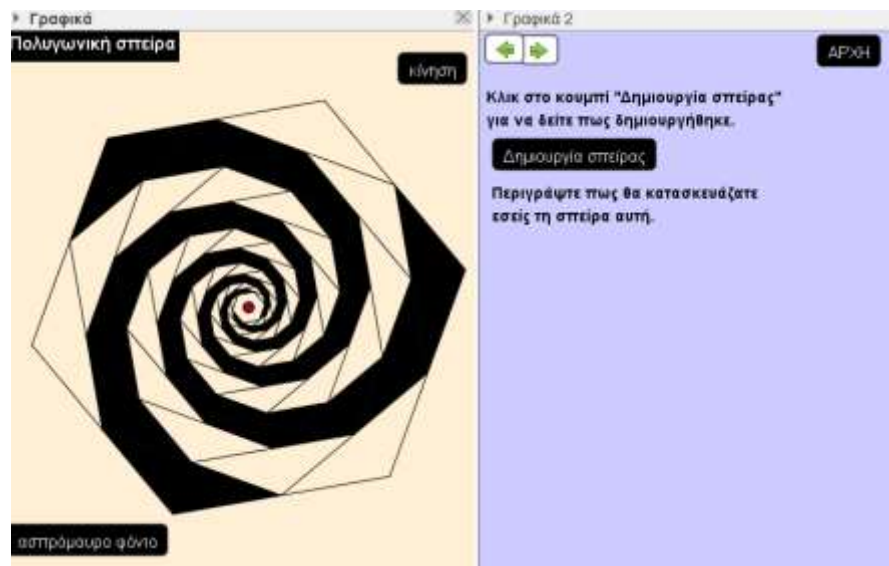 Γραφικά
Πολυγωνική σπείρα
κίνηση
ασπρόμαυρο φόντο
Γραφικά 2
ΑΡΧΗ
Κλικ στο κουμπί "Δημιουργία σπείρας"
για να δείτε πως δημιουργήθηκε.
Δημιουργία σπείρας
Περιγράψτε πως θα κατασκευάζατε
εσείς τη σπείρα αυτή.